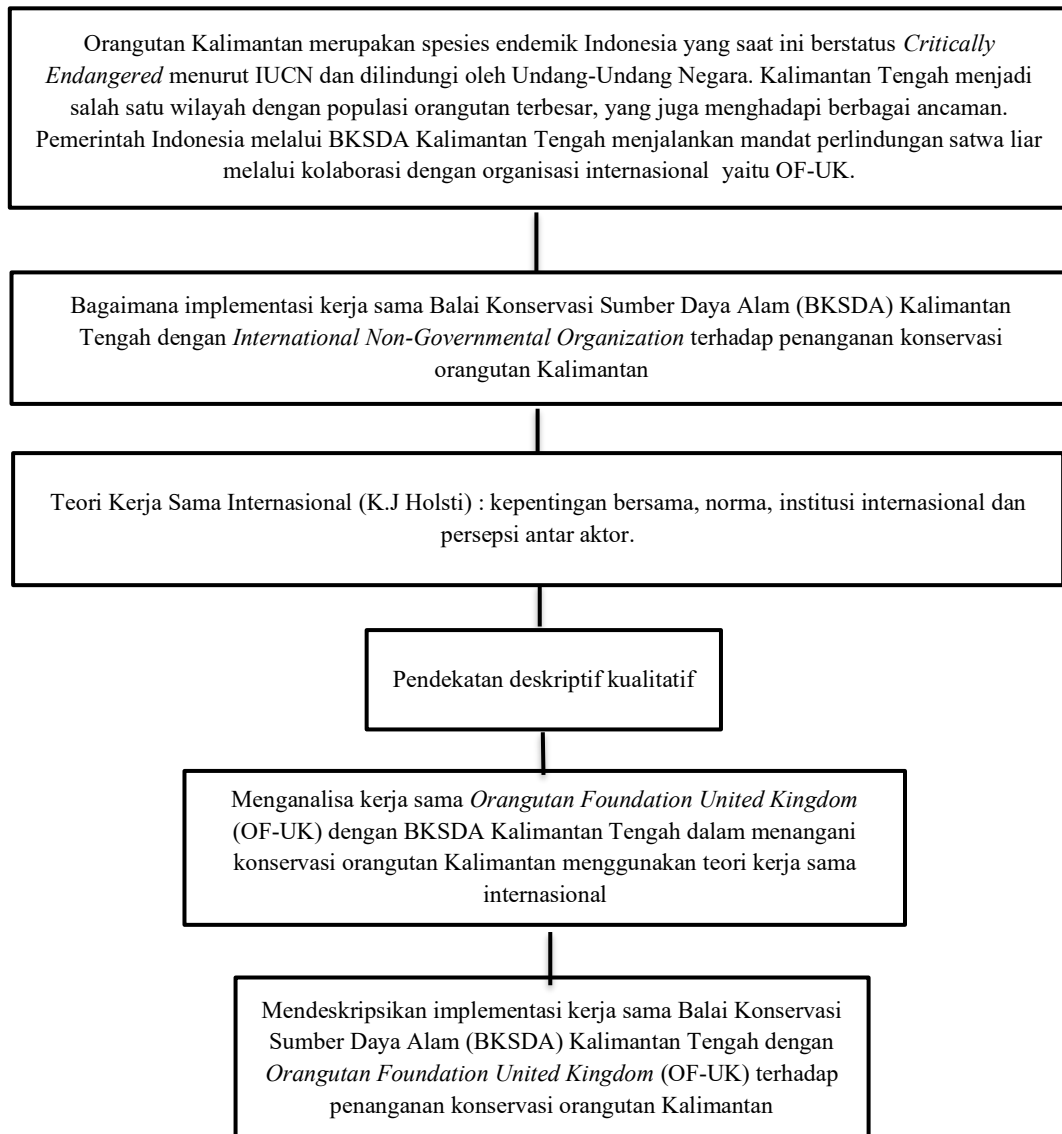 Orangutan Kalimantan merupakan spesies endemik Indonesia yang saat ini berstatus Critically
Endangered menurut IUCN dan dilindungi oleh Undang-Undang Negara. Kalimantan Tengah menjadi
salah satu wilayah dengan populasi orangutan terbesar, yang juga menghadapi berbagai ancaman.
Pemerintah Indonesia melalui BKSDA Kalimantan Tengah menjalankan mandat perlindungan satwa liar
melalui kolaborasi dengan organisasi internasional yaitu OF-UK.
Bagaimana implementasi kerja sama Balai Konservasi Sumber Daya Alam (BKSDA) Kalimantan
Tengah dengan International Non-Governmental Organization terhadap penanganan konservasi
orangutan Kalimantan
Teori Kerja Sama Internasional (K.J Holsti) : kepentingan bersama, norma, institusi internasional dan
persepsi antar aktor.
Pendekatan deskriptif kualitatif
Menganalisa kerja sama Orangutan Foundation United Kingdom
(OF-UK) dengan BKSDA Kalimantan Tengah dalam menangani
konservasi orangutan Kalimantan menggunakan teori kerja sama
internasional
Mendeskripsikan implementasi kerja sama Balai Konservasi
Sumber Daya Alam (BKSDA) Kalimantan Tengah dengan
Orangutan Foundation United Kingdom (OF-UK) terhadap
penanganan konservasi orangutan Kalimantan